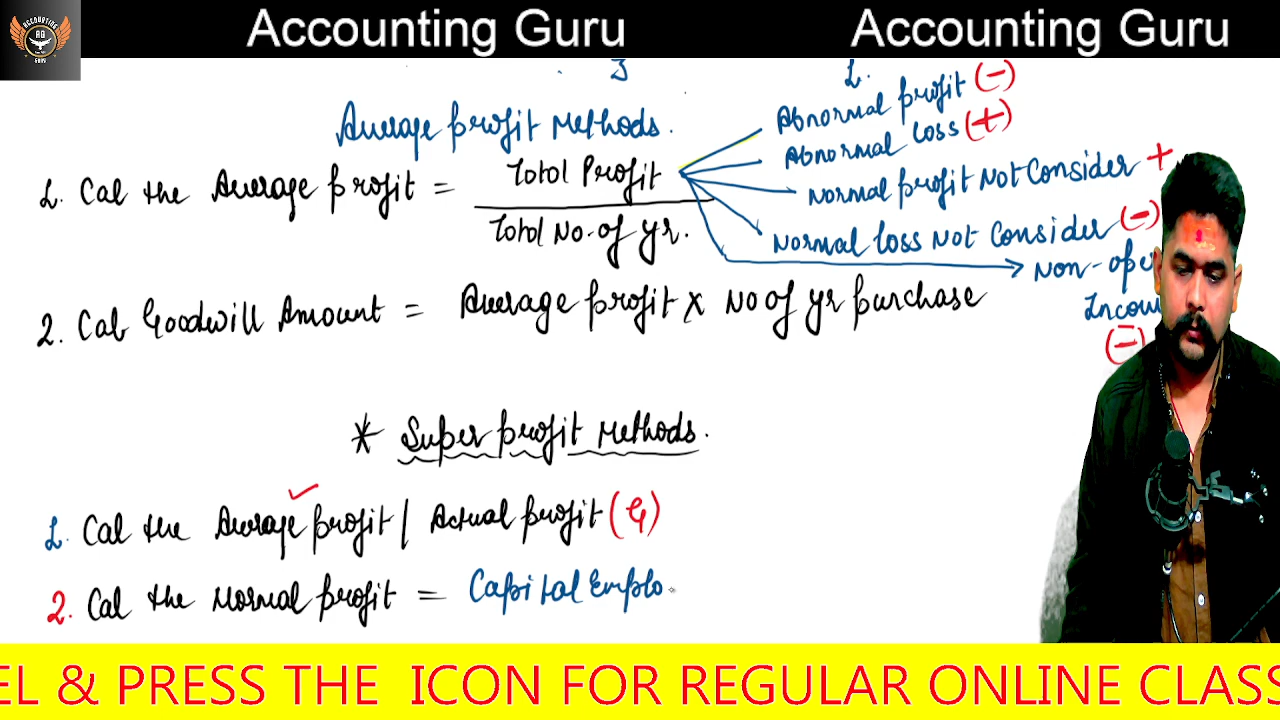 Accounting Guru
Accounting Guru
ACCOUNTING
AG
GURU
Average profit Methods.
1. Cal the Average profit = Total Profit
Total No. of yr.
Abnormal profit (-)
Abnormal Loss (+)
Normal profit Not Consider +
Normal loss Not Consider (-)
Non-ope
Incom
(-)
2. Cal Goodwill Amount = Average profit x No of yr purchase
* Super profit Methods.
1. Cal the Average profit / Actual profit (G)
2. Cal the Normal profit = Capital Emplo
EL & PRESS THE ICON FOR REGULAR ONLINE CLASS